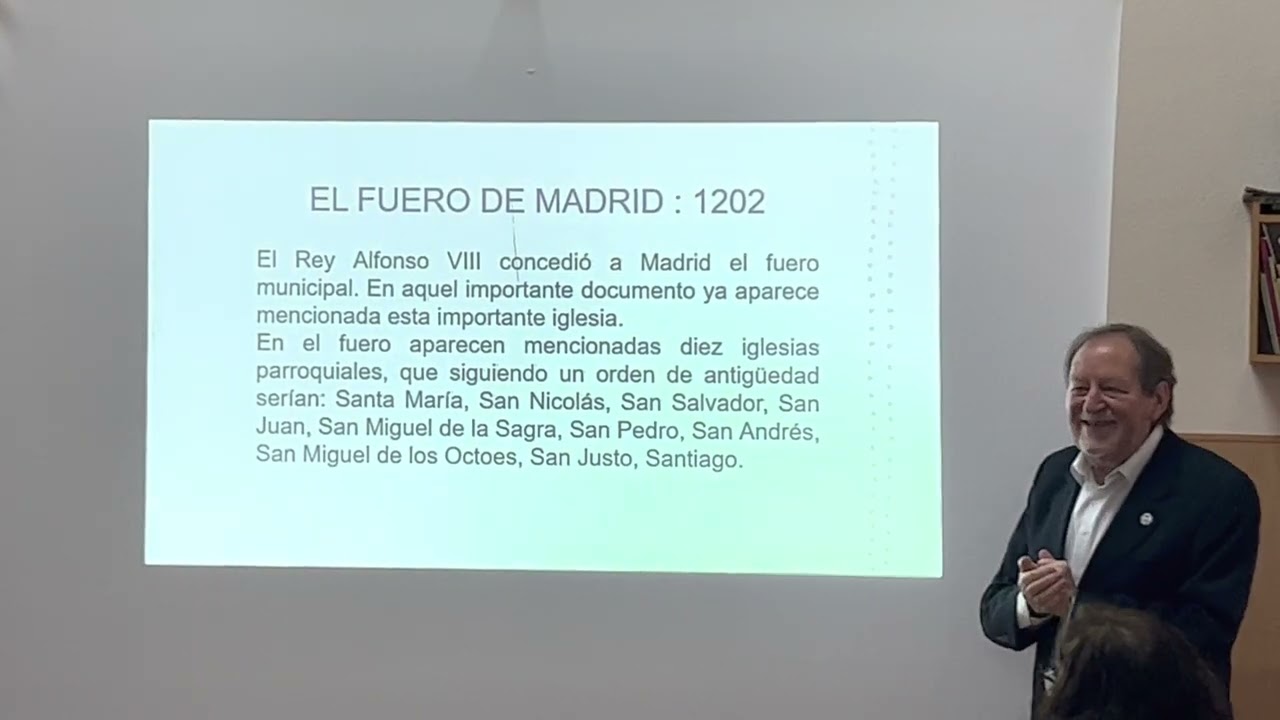 EL FUERO DE MADRID : 1202
El Rey Alfonso VIII concedió a Madrid el fuero
municipal. En aquel importante documento ya aparece
mencionada esta importante iglesia.
En el fuero aparecen mencionadas diez iglesias
parroquiales, que siguiendo un orden de antigüedad
serían: Santa María, San Nicolás, San Salvador, San
Juan, San Miguel de la Sagra, San Pedro, San Andrés,
San Miguel de los Octoes, San Justo, Santiago.